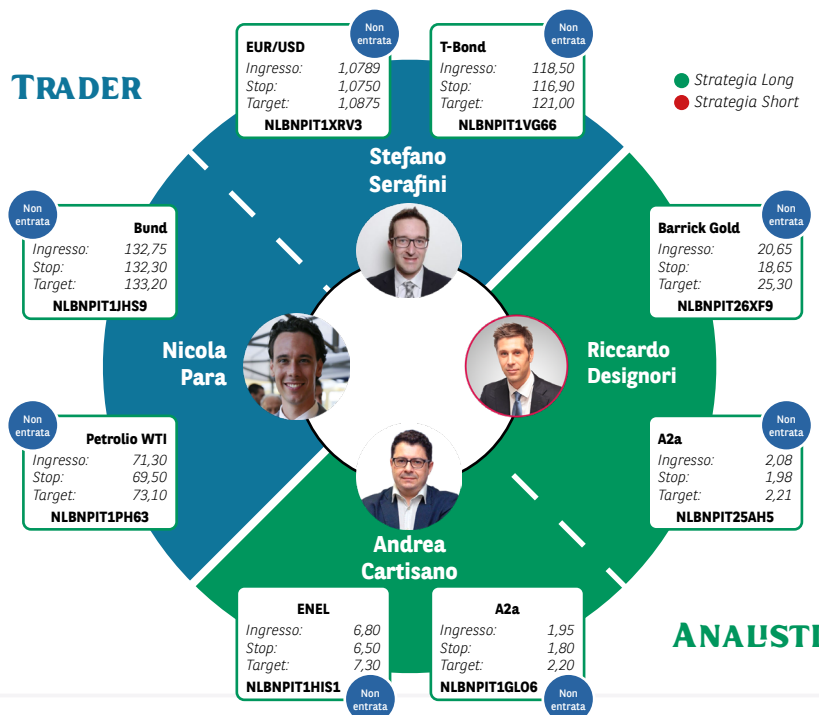 TRADER
Non entrata
EUR/USD
Ingresso: 1,0789
Stop: 1,0750
Target: 1,0875
NLBNPIT1XRV3
Non entrata
T-Bond
Ingresso: 118,50
Stop: 116,90
Target: 121,00
NLBNPIT1VG66
Strategia Long
Strategia Short
Stefano
Serafini
Non entrata
Bund
Ingresso: 132,75
Stop: 132,30
Target: 133,20
NLBNPIT1JHS9
Non entrata
Barrick Gold
Ingresso: 20,65
Stop: 18,65
Target: 25,30
NLBNPIT26XF9
Nicola
Para
Riccardo
Designori
Non entrata
Petrolio WTI
Ingresso: 71,30
Stop: 69,50
Target: 73,10
NLBNPIT1PH63
Non entrata
A2a
Ingresso: 2,08
Stop: 1,98
Target: 2,21
NLBNPIT25AH5
Andrea
Cartisano
ENEL
Ingresso: 6,80
Stop: 6,50
Target: 7,30
NLBNPIT1HIS1
Non entrata
A2a
Ingresso: 1,95
Stop: 1,80
Target: 2,20
NLBNPIT1GLO6
Non entrata
ANALISTI